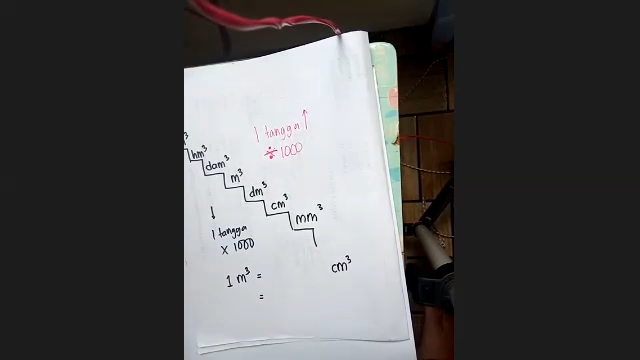 1 tangga ↑
÷ 1000
hm³
dam³
m³
dm³
cm³
mm³
↓
1 tangga
x 1000
1 m³ = cm³
=